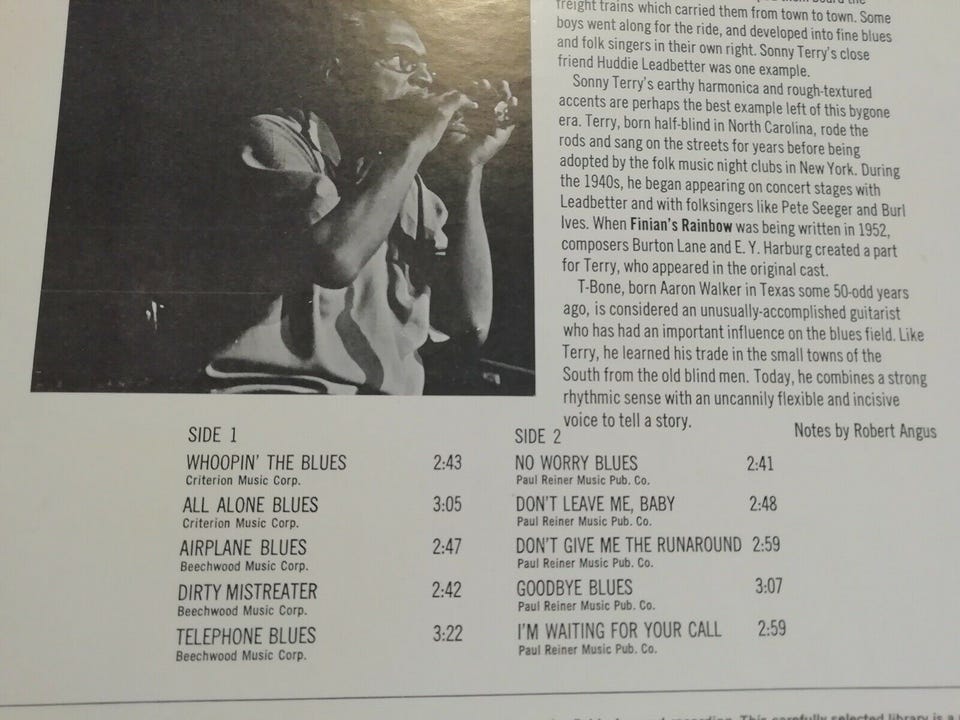 freight trains which carried them from town to town. Some
boys went along for the ride, and developed into fine blues
and folk singers in their own right. Sonny Terry's close
friend Huddie Leadbetter was one example.
Sonny Terry's earthy harmonica and rough-textured
accents are perhaps the best example left of this bygone
era. Terry, born half-blind in North Carolina, rode the
rods and sang on the streets for years before being
adopted by the folk music night clubs in New York. During
the 1940s, he began appearing on concert stages with
Leadbetter and with folksingers like Pete Seeger and Burl
Ives. When Finian's Rainbow was being written in 1952,
composers Burton Lane and E. Y. Harburg created a part
for Terry, who appeared in the original cast.
T-Bone, born Aaron Walker in Texas some 50-odd years
ago, is considered an unusually-accomplished guitarist
who has had an important influence on the blues field. Like
Terry, he learned his trade in the small towns of the
South from the old blind men. Today, he combines a strong
rhythmic sense with an uncannily flexible and incisive
voice to tell a story.
Notes by Robert Angus
SIDE 1
WHOOPIN' THE BLUES 2:43
Criterion Music Corp.
ALL ALONE BLUES 3:05
Criterion Music Corp.
AIRPLANE BLUES 2:47
Beechwood Music Corp.
DIRTY MISTREATER 2:42
Beechwood Music Corp.
TELEPHONE BLUES 3:22
Beechwood Music Corp.
SIDE 2
NO WORRY BLUES 2:41
Paul Reiner Music Pub. Co.
DON'T LEAVE ME, BABY 2:48
Paul Reiner Music Pub. Co.
DON'T GIVE ME THE RUNAROUND 2:59
Paul Reiner Music Pub. Co.
GOODBYE BLUES 3:07
Paul Reiner Music Pub. Co.
I'M WAITING FOR YOUR CALL 2:59
Paul Reiner Music Pub. Co.
recording. This carefully selected library is a